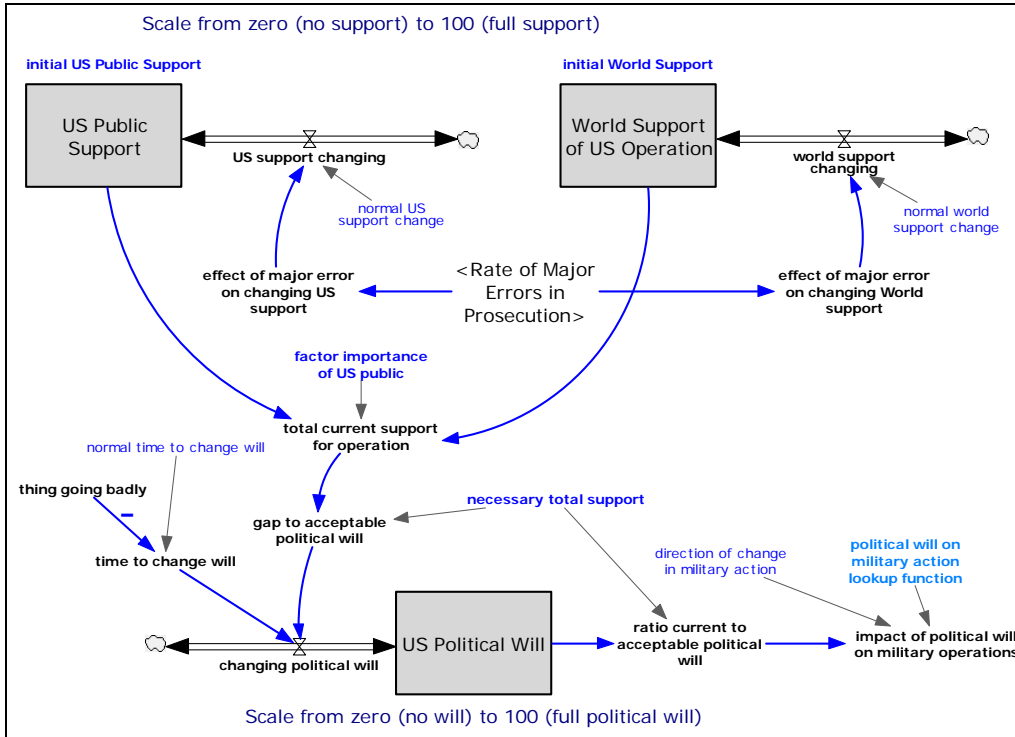 Scale from zero (no support) to 100 (full support)
initial US Public Support
initial World Support
US Public
Support
World Support
of US Operation
US support changing
world support
changing
normal US
support change
normal world
support change
effect of major error
on changing US
support
<Rate of Major
Errors in
Prosecution>
effect of major error
on changing World
support
factor importance
of US public
total current support
for operation
normal time to change will
thing going badly
–
necessary total support
gap to acceptable
political will
time to change will
direction of change
in military action
political will on
military action
lookup function
US Political Will
ratio current to
acceptable political
will
impact of political will
on military operations
changing political will
Scale from zero (no will) to 100 (full political will)